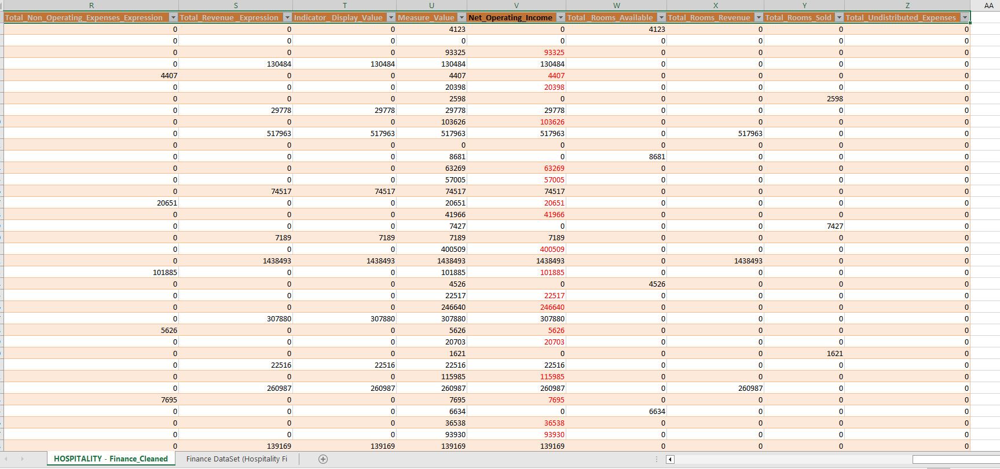 R S T U V W X Y Z AA
Total_Non_Operating_Expenses_Expression Total_Revenue_Expression Indicator_Display_Value Measure_Value Net_Operating_Income Total_Rooms_Available Total_Rooms_Revenue Total_Rooms_Sold Total_Undistributed_Expenses
0 0 0 4123 0 4123 0 0 0
0 0 0 0 0 0 0 0 0
0 0 0 93325 93325 0 0 0 0
0 130484 130484 130484 130484 0 0 0 0
4407 0 0 4407 4407 0 0 0 0
0 0 0 20398 20398 0 0 0 0
0 0 0 2598 0 0 0 2598 0
0 29778 29778 29778 29778 0 0 0 0
0 0 0 103626 103626 0 0 0 0
0 517963 517963 517963 517963 0 517963 0 0
0 0 0 0 0 0 0 0 0
0 0 0 8681 0 8681 0 0 0
0 0 0 63269 63269 0 0 0 0
0 0 0 57005 57005 0 0 0 0
0 74517 74517 74517 74517 0 0 0 0
20651 0 0 20651 20651 0 0 0 0
0 0 0 41966 41966 0 0 0 0
0 0 0 7427 0 0 0 7427 0
0 7189 7189 7189 7189 0 0 0 0
0 0 0 400509 400509 0 0 0 0
0 1438493 1438493 1438493 1438493 0 1438493 0 0
101885 0 0 101885 101885 0 0 0 0
0 0 0 4526 0 4526 0 0 0
0 0 0 22517 22517 0 0 0 0
0 0 0 246640 246640 0 0 0 0
0 307880 307880 307880 307880 0 0 0 0
5626 0 0 5626 5626 0 0 0 0
0 0 0 20703 20703 0 0 0 0
0 0 0 1621 0 0 0 1621 0
0 22516 22516 22516 22516 0 0 0 0
0 0 0 115985 115985 0 0 0 0
0 260987 260987 260987 260987 0 260987 0 0
7695 0 0 7695 7695 0 0 0 0
0 0 0 6634 0 6634 0 0 0
0 0 0 36538 36538 0 0 0 0
0 0 0 93930 93930 0 0 0 0
0 139169 139169 139169 139169 0 0 0 0
HOSPITALITY - Finance_Cleaned Finance DataSet (Hospitality Fi